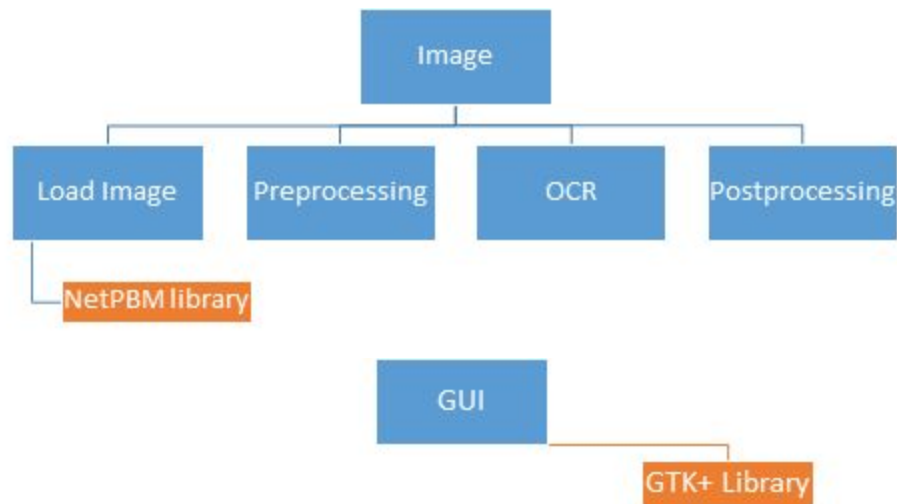 Image
Load Image
Preprocessing
OCR
Postprocessing
NetPBM library
GUI
GTK+ Library